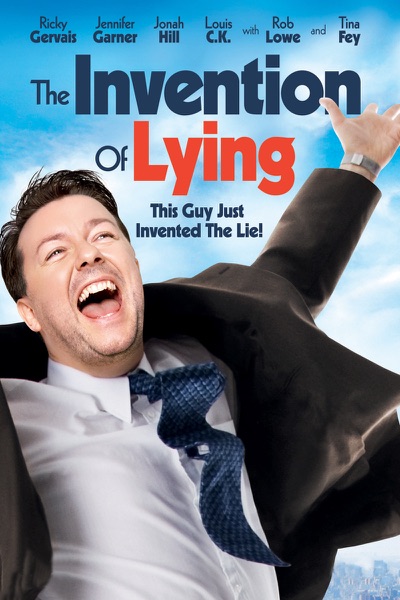 Ricky Gervais Jennifer Garner Jonah Hill Louis C.K. with Rob Lowe and Tina Fey
The Invention
Of Lying
This Guy Just
Invented The Lie!